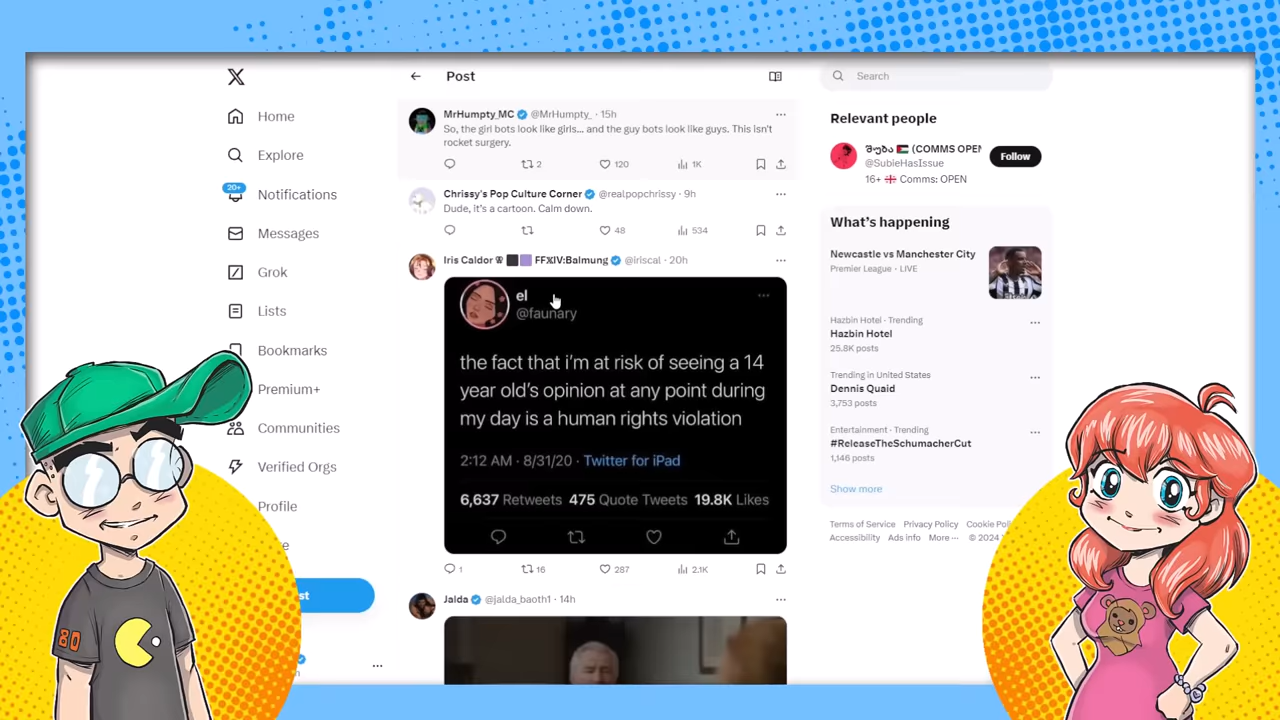 Home
Explore
20+
Notifications
Messages
Grok
Lists
Bookmarks
Premium+
Communities
Verified Orgs
Profile
Post
MrHumpty_MC @MrHumpty_ · 15h
So, the girl bots look like girls... and the guy bots look like guys. This isn't
rocket surgery.
2 120 1K
Chrissy's Pop Culture Corner @realpopchrissy · 9h
Dude, it's a cartoon. Calm down.
48 534
Iris Caldor FFXIV:Balmung @iriscal · 20h
el
@faunary
the fact that i'm at risk of seeing a 14
year old's opinion at any point during
my day is a human rights violation
2:12 AM · 8/31/20 · Twitter for iPad
6,637 Retweets 475 Quote Tweets 19.8K Likes
1 16 287 2.1K
Jalda @jalda_baoth1 · 14h
Search
Relevant people
(COMMS OPEN
@SubieHasIssue
16+ Comms: OPEN
Follow
What's happening
Newcastle vs Manchester City
Premier League · LIVE
Hazbin Hotel · Trending
Hazbin Hotel
25.8K posts
Trending in United States
Dennis Quaid
3,753 posts
Entertainment · Trending
#ReleaseTheSchumacherCut
1,146 posts
Show more
Terms of Service Privacy Policy Cookie
Accessibility Ads info More ··· © 2024
80